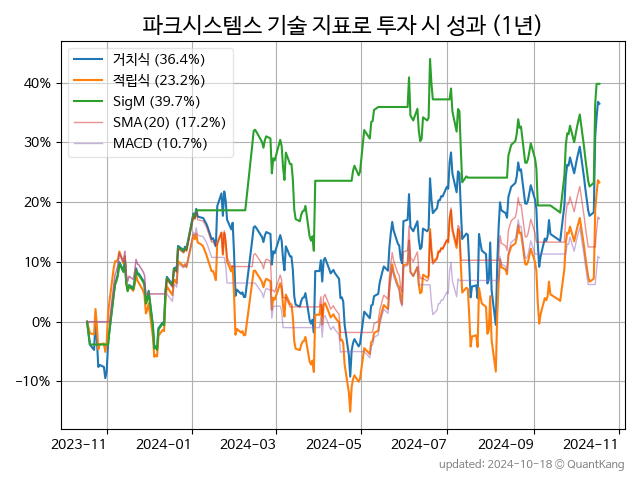 파크시스템스 기술 지표로 투자 시 성과 (1년)
거치식 (36.4%)
적립식 (23.2%)
SigM (39.7%)
SMA(20) (17.2%)
MACD (10.7%)
40%
30%
20%
10%
0%
−10%
2023-11 2024-01 2024-03 2024-05 2024-07 2024-09 2024-11
updated: 2024-10-18 © QuantKang